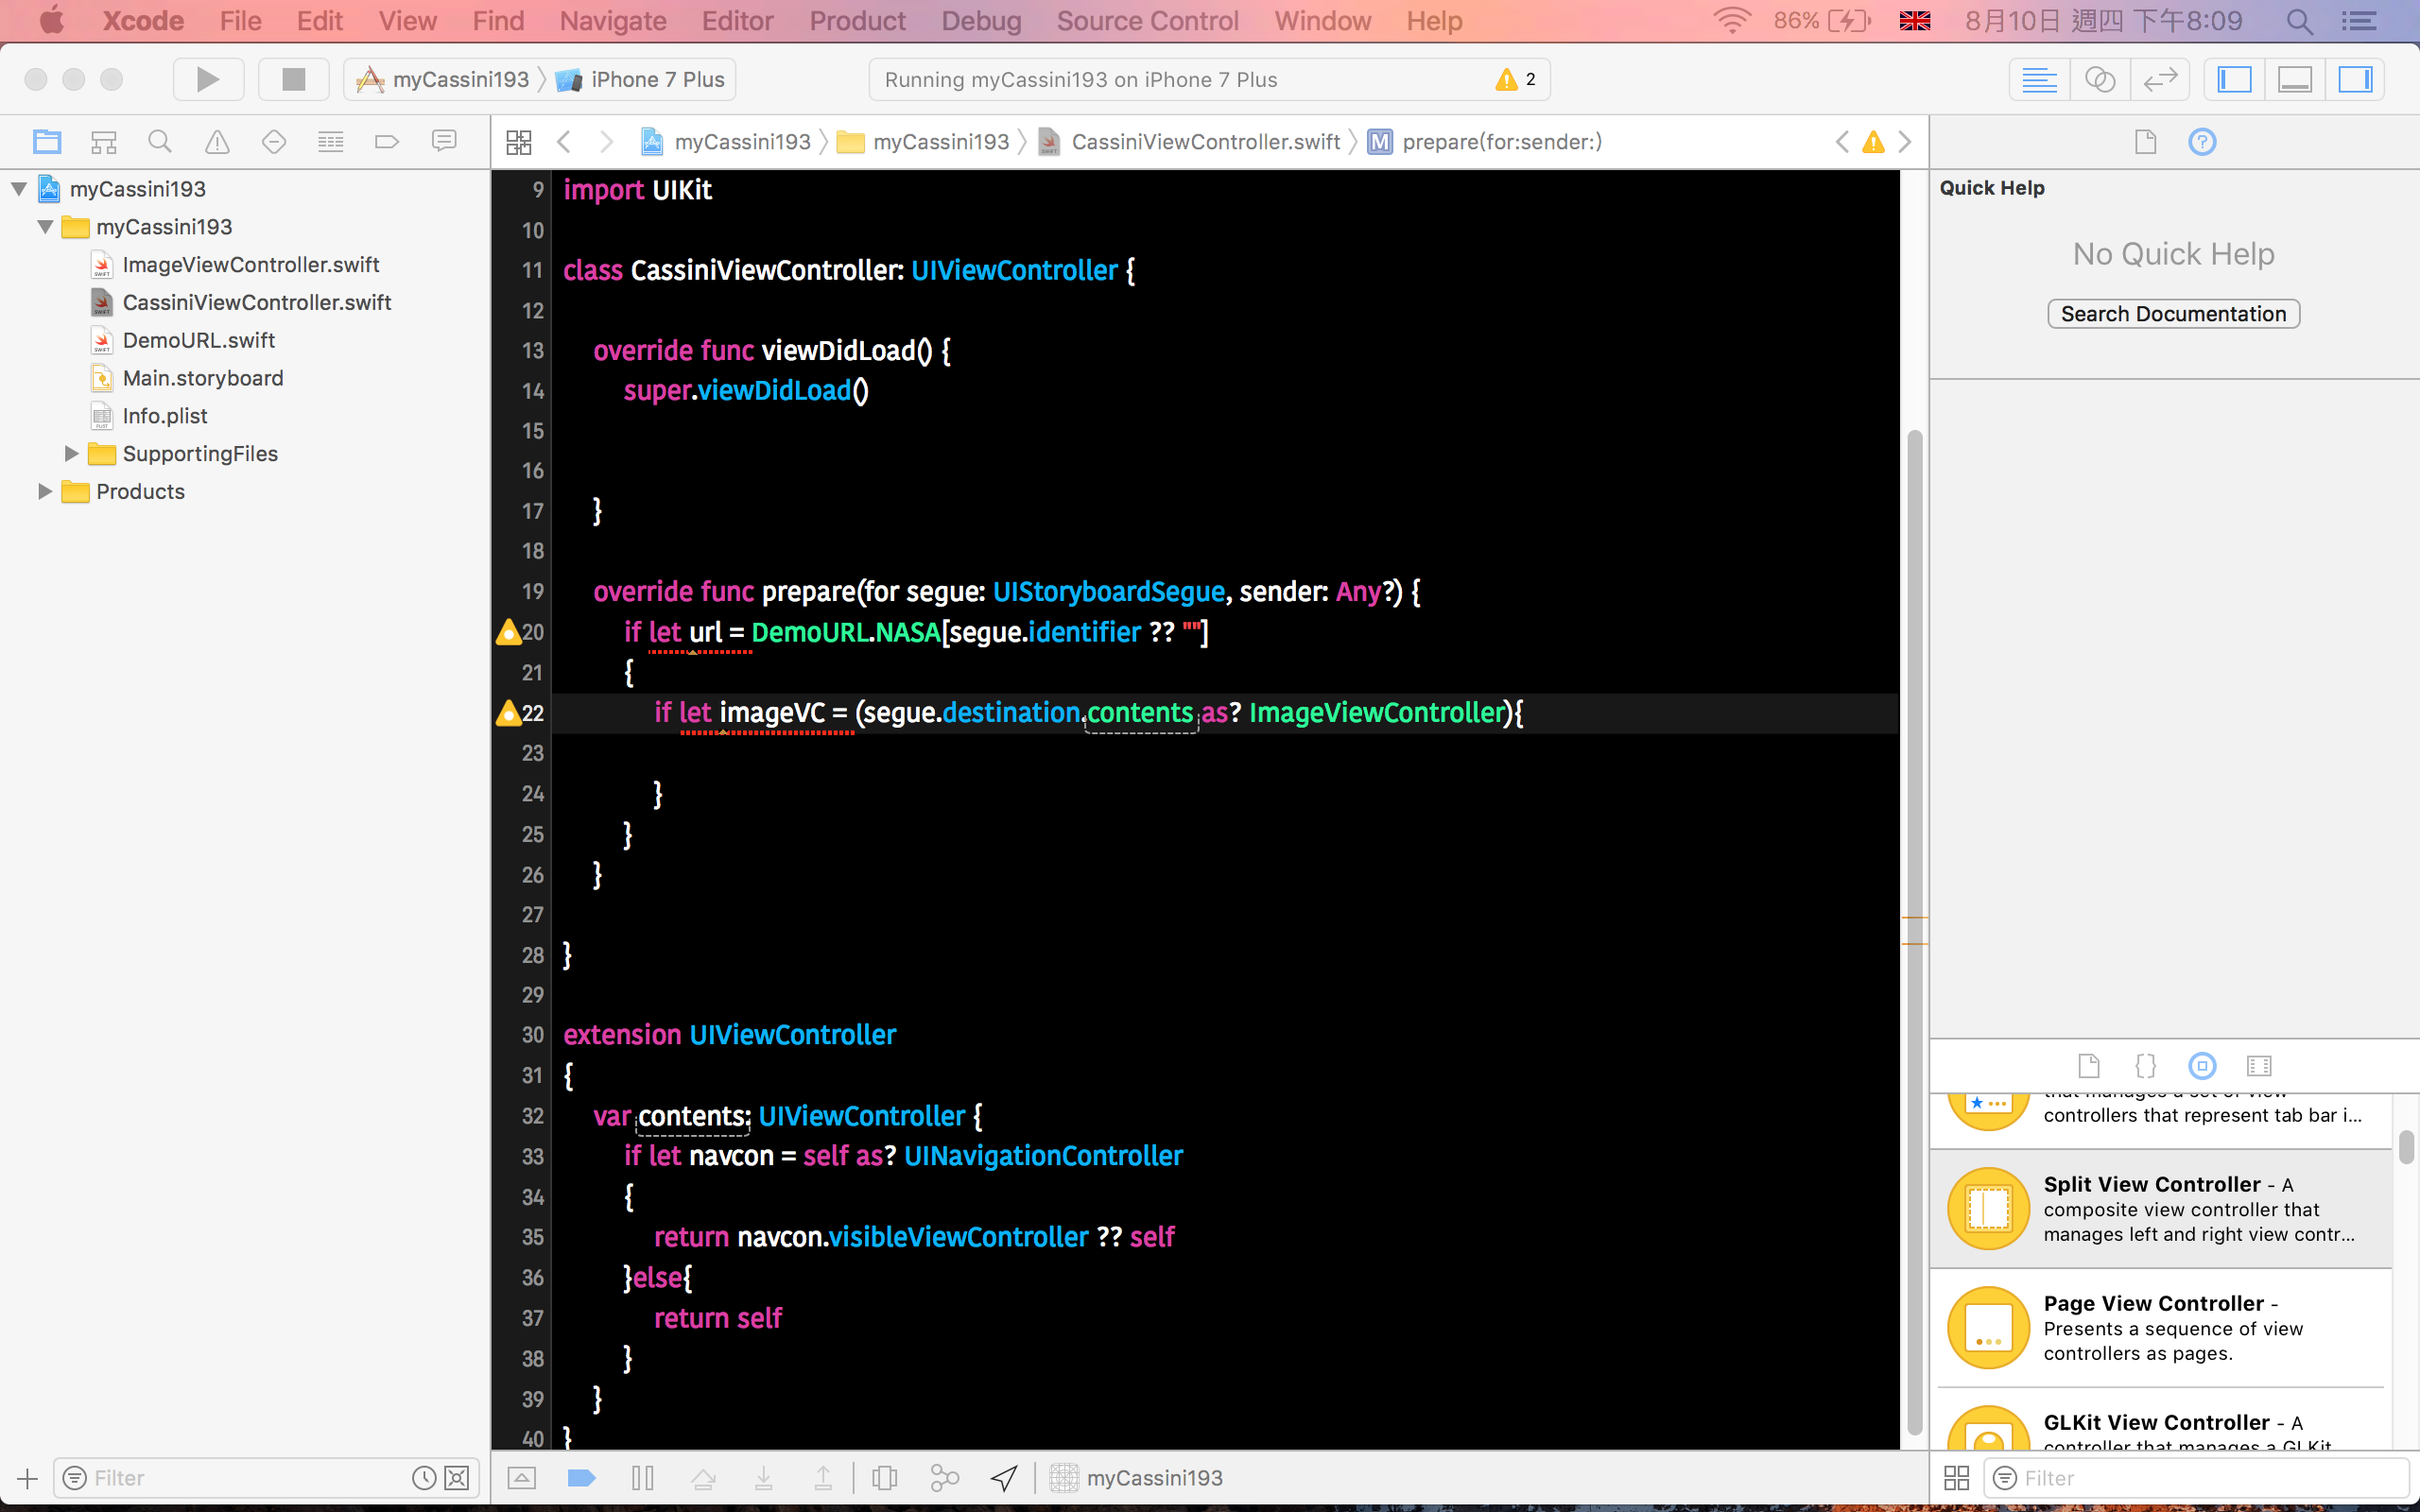 Xcode File Edit View Find Navigate Editor Product Debug Source Control Window Help 86% 8月10日 週四 下午8:09
myCassini193 iPhone 7 Plus Running myCassini193 on iPhone 7 Plus 2
myCassini193 myCassini193 CassiniViewController.swift M prepare(for:sender:)
myCassini193
myCassini193
ImageViewController.swift
CassiniViewController.swift
DemoURL.swift
Main.storyboard
Info.plist
SupportingFiles
Products
9 import UIKit
10
11 class CassiniViewController: UIViewController {
12
13 override func viewDidLoad() {
14 super.viewDidLoad()
15
16
17 }
18
19 override func prepare(for segue: UIStoryboardSegue, sender: Any?) {
20 if let url = DemoURL.NASA[segue.identifier ?? ""]
21 {
22 if let imageVC = (segue.destination.contents as? ImageViewController){
23
24 }
25 }
26 }
27
28 }
29
30 extension UIViewController
31 {
32 var contents: UIViewController {
33 if let navcon = self as? UINavigationController
34 {
35 return navcon.visibleViewController ?? self
36 }else{
37 return self
38 }
39 }
40 }
Quick Help
No Quick Help
Search Documentation
that manages a set of view
controllers that represent tab bar i...
Split View Controller - A
composite view controller that
manages left and right view contr...
Page View Controller -
Presents a sequence of view
controllers as pages.
GLKit View Controller - A
controller that manages a GLKit
Filter myCassini193 Filter